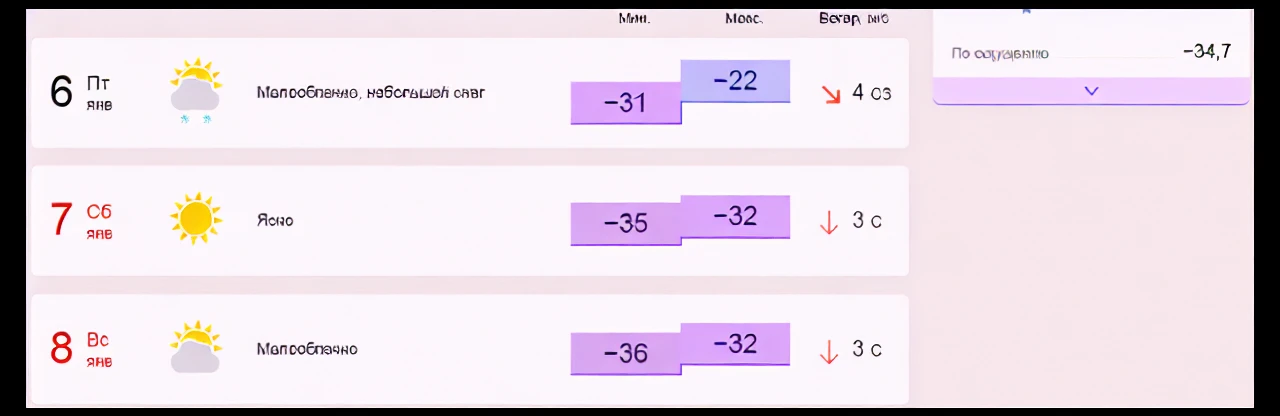 Мин. Макс. Ветер, м/с
6 Пт янв Малооблачно, небольшой снег −31 −22 4 сз
По ощущению −34,7
7 Сб янв Ясно −35 −32 3 с
8 Вс янв Малооблачно −36 −32 3 с